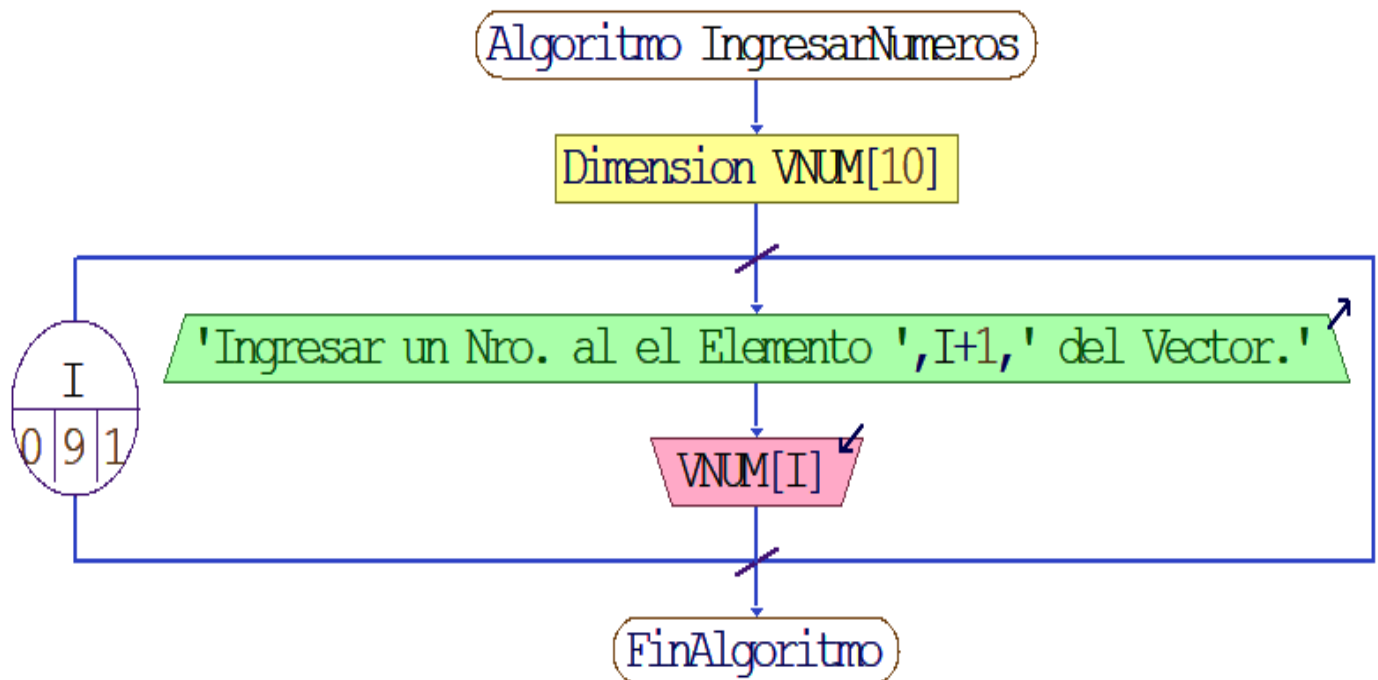 Algoritmo IngresarNumeros
Dimension VNUM[10]
'Ingresar un Nro. al el Elemento ',I+1,' del Vector.'
I
0 9 1
VNUM[I]
FinAlgoritmo